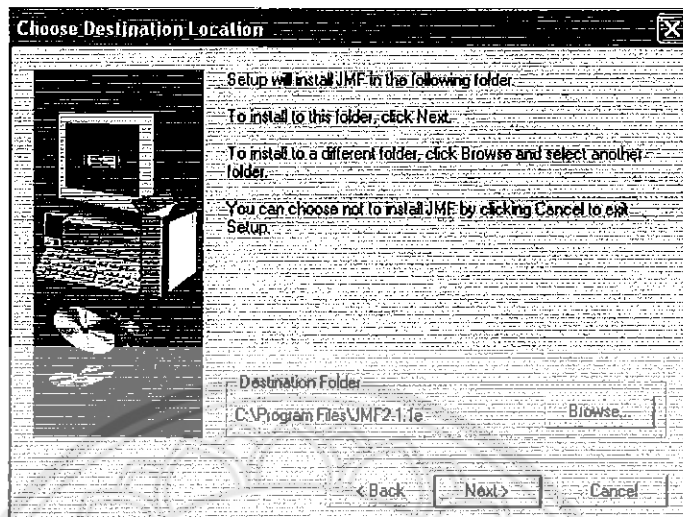 Choose Destination Location
Setup will install JMF in the following folder.
To install to this folder, click Next.
To install to a different folder, click Browse and select another
folder.
You can choose not to install JMF by clicking Cancel to exit
Setup.
Destination Folder
C:\Program Files\JMF2-1.1e
Browse...
< Back
Next >
Cancel